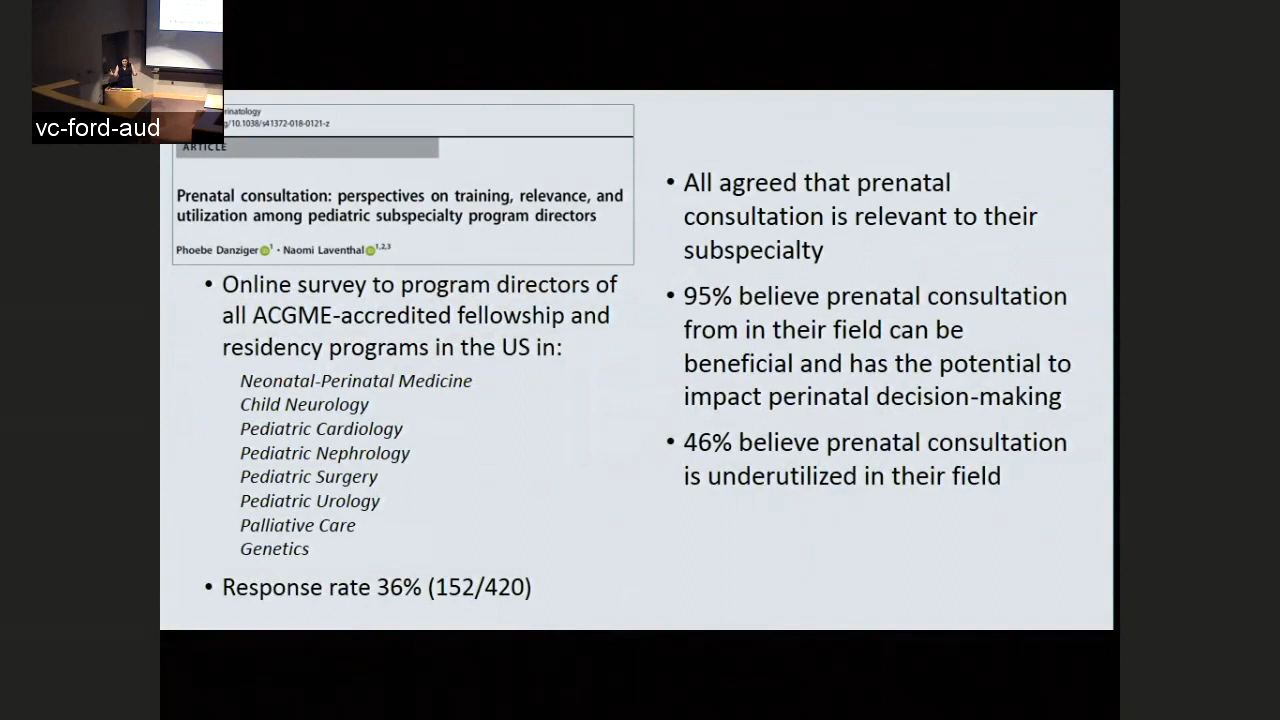 vc-ford-aud
rinatology
g/10.1038/s41372-018-0121-z
ARTICLE
Prenatal consultation: perspectives on training, relevance, and
utilization among pediatric subspecialty program directors
Phoebe Danziger 1 · Naomi Laventhal 1,2,3
• Online survey to program directors of
all ACGME-accredited fellowship and
residency programs in the US in:
Neonatal-Perinatal Medicine
Child Neurology
Pediatric Cardiology
Pediatric Nephrology
Pediatric Surgery
Pediatric Urology
Palliative Care
Genetics
• Response rate 36% (152/420)
• All agreed that prenatal
consultation is relevant to their
subspecialty
• 95% believe prenatal consultation
from in their field can be
beneficial and has the potential to
impact perinatal decision-making
• 46% believe prenatal consultation
is underutilized in their field